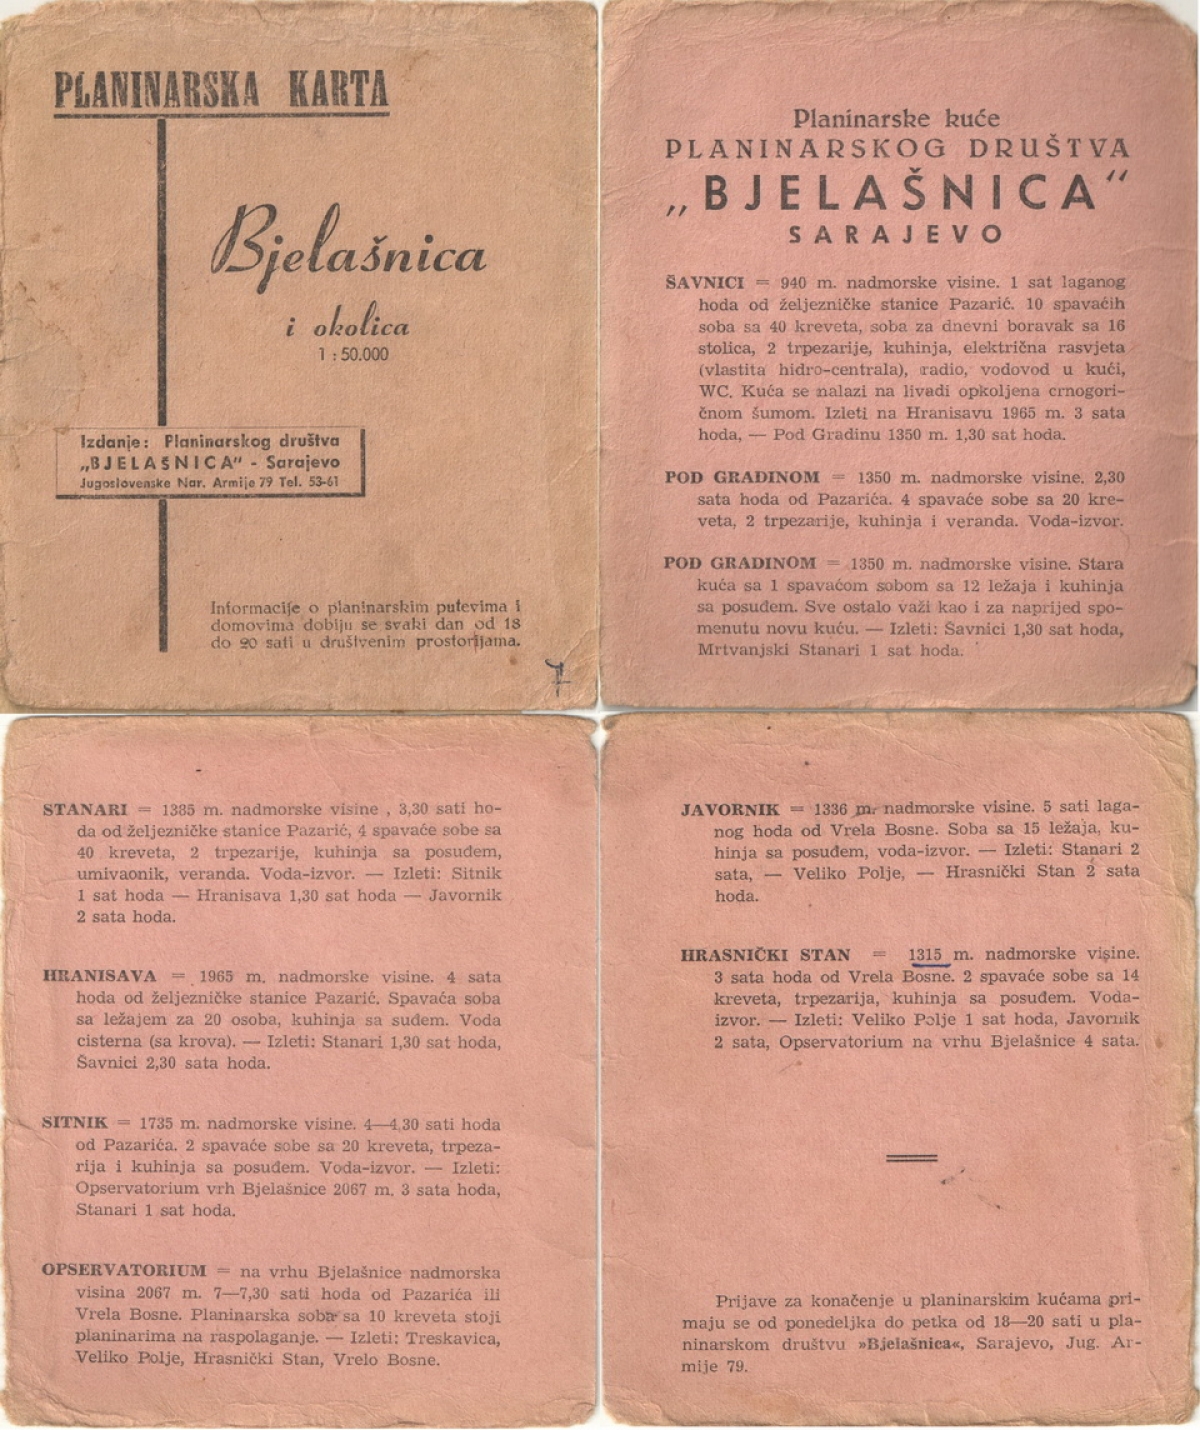 PLANINARSKA KARTA
Bjelašnica
i okolica
1 : 50.000
Izdanje: Planinarskog društva
„BJELAŠNICA" - Sarajevo
Jugoslovenske Nar. Armije 79 Tel. 53-61
Informacije o planinarskim putevima i
domovima dobiju se svaki dan od 18
do 20 sati u društvenim prostorijama.
7
Planinarske kuće
PLANINARSKOG DRUŠTVA
„BJELAŠNICA“
SARAJEVO
ŠAVNICI = 940 m. nadmorske visine. 1 sat laganog
hoda od željezničke stanice Pazarić. 10 spavaćih
soba sa 40 kreveta, soba za dnevni boravak sa 16
stolica, 2 trpezarije, kuhinja, električna rasvjeta
(vlastita hidro-centrala), radio, vodovod u kući,
WC. Kuća se nalazi na livadi opkoljena crnogori-
čnom šumom. Izleti na Hranisavu 1965 m. 3 sata
hoda, — Pod Gradinu 1350 m. 1,30 sat hoda.
POD GRADINOM = 1350 m. nadmorske visine. 2,30
sata hoda od Pazarića. 4 spavaće sobe sa 20 kre-
veta, 2 trpezarije, kuhinja i veranda. Voda-izvor.
POD GRADINOM = 1350 m. nadmorske visine. Stara
kuća sa 1 spavaćom sobom sa 12 ležaja i kuhinja
sa posuđem. Sve ostalo važi kao i za naprijed spo-
menutu novu kuću. — Izleti: Šavnici 1,30 sat hoda,
Mrtvanjski Stanari 1 sat hoda.
STANARI = 1385 m. nadmorske visine , 3,30 sati ho-
da od željezničke stanice Pazarić, 4 spavaće sobe sa
40 kreveta, 2 trpezarije, kuhinja sa posuđem,
umivaonik, veranda. Voda-izvor. — Izleti: Sitnik
1 sat hoda — Hranisava 1,30 sat hoda — Javornik
2 sata hoda.
HRANISAVA = 1965 m. nadmorske visine. 4 sata
hoda od željezničke stanice Pazarić. Spavaća soba
sa ležajem za 20 osoba, kuhinja sa suđem. Voda
cisterna (sa krova). — Izleti: Stanari 1,30 sat hoda,
Šavnici 2,30 sata hoda.
SITNIK = 1735 m. nadmorske visine. 4—4,30 sati hoda
od Pazarića. 2 spavaće sobe sa 20 kreveta, trpeza-
rija i kuhinja sa posuđem. Voda-izvor. — Izleti:
Opservatorium vrh Bjelašnice 2067 m. 3 sata hoda,
Stanari 1 sat hoda.
OPSERVATORIUM = na vrhu Bjelašnice nadmorska
visina 2067 m. 7—7,30 sati hoda od Pazarića ili
Vrela Bosne. Planinarska soba sa 10 kreveta stoji
planinarima na raspolaganje. — Izleti: Treskavica,
Veliko Polje, Hrasnički Stan, Vrelo Bosne.
JAVORNIK = 1336 m. nadmorske visine. 5 sati laga-
nog hoda od Vrela Bosne. Soba sa 15 ležaja, ku-
hinja sa posuđem, voda-izvor. — Izleti: Stanari 2
sata, — Veliko Polje, — Hrasnički Stan 2 sata
hoda.
HRASNIČKI STAN = 1315 m. nadmorske visine.
3 sata hoda od Vrela Bosne. 2 spavaće sobe sa 14
kreveta, trpezarija, kuhinja sa posuđem. Voda-
izvor. — Izleti: Veliko Polje 1 sat hoda, Javornik
2 sata, Opservatorium na vrhu Bjelašnice 4 sata.
Prijave za konačenje u planinarskim kućama pri-
maju se od ponedeljka do petka od 18—20 sati u pla-
ninarskom društvu »Bjelašnica«, Sarajevo, Jug. Ar-
mije 79.